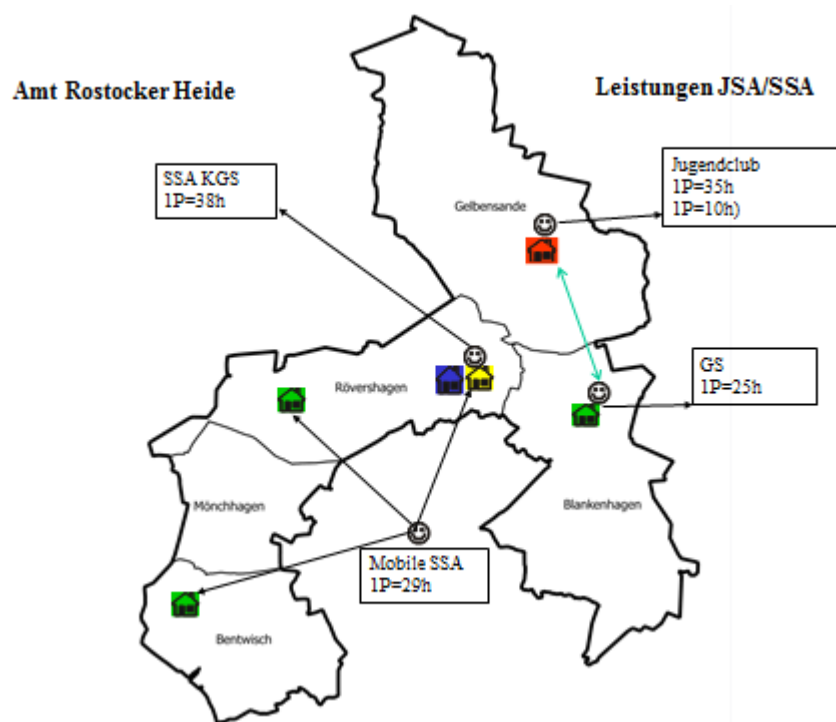 Amt Rostocker Heide
Leistungen JSA/SSA
SSA KGS
1P=38h
Jugendclub
1P=35h
1P=10h)
Gelbensande
GS
1P=25h
Rövershagen
Mönchhagen
Blankenhagen
Mobile SSA
1P=29h
Bentwisch